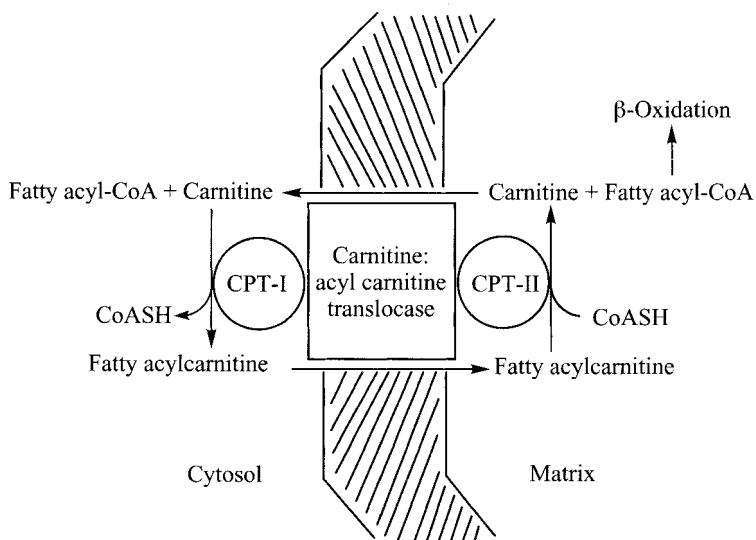 β-Oxidation
Fatty acyl-CoA + Carnitine
Carnitine + Fatty acyl-CoA
CPT-I
Carnitine:
acyl carnitine
translocase
CPT-II
CoASH
CoASH
Fatty acylcarnitine
Fatty acylcarnitine
Cytosol
Matrix